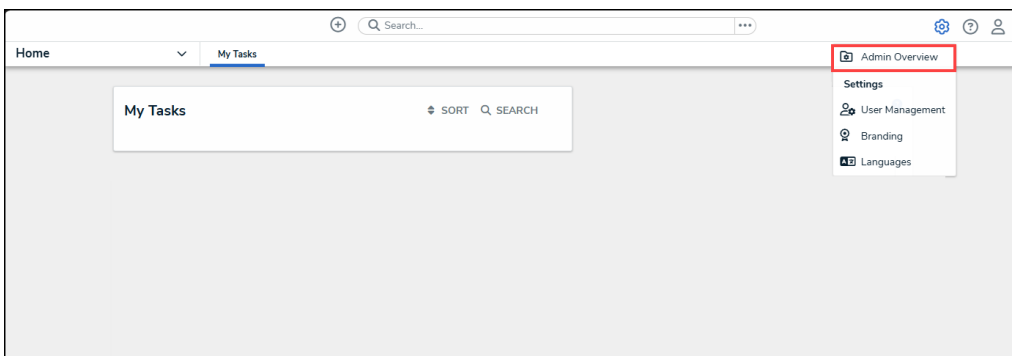 Search...
Home
My Tasks
Admin Overview
Settings
User Management
Branding
Languages
My Tasks
SORT
SEARCH